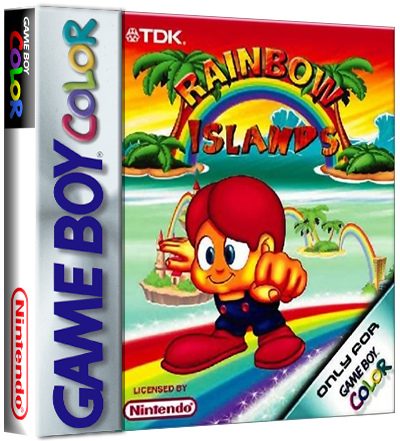 GAME BOY
COLOR
Nintendo
GAME BOY COLOR
TDK.
RAINBOW
ISLANDS
LICENSED BY
Nintendo
ONLY FOR
GAME BOY
COLOR